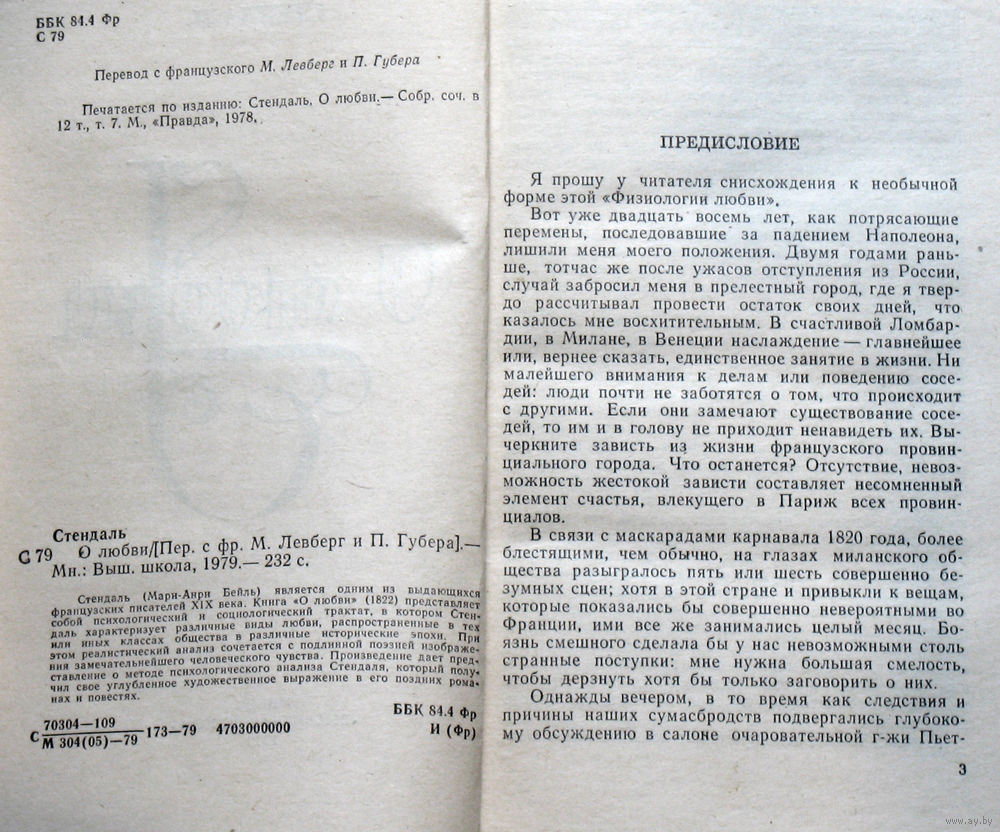 ББК 84.4 Фр
С 79
Перевод с французского М. Левберг и П. Губера
Печатается по изданию: Стендаль. О любви.— Собр. соч. в
12 т., т. 7. М., «Правда», 1978.
Стендаль
С 79 О любви/[Пер. с фр. М. Левберг и П. Губера].—
Мн.: Выш. школа, 1979.— 232 с.
Стендаль (Мари-Анри Бейль) является одним из выдающихся
французских писателей XIX века. Книга «О любви» (1822) представляет
собой психологический и социологический трактат, в котором Стен-
даль характеризует различные виды любви, распространенные в тех
или иных классах общества в различные исторические эпохи. При
этом реалистический анализ сочетается с подлинной поэзией изображе-
ния замечательнейшего человеческого чувства. Произведение дает пред-
ставление о методе психологического анализа Стендаля, который полу-
чил свое углубленное художественное выражение в его поздних рома-
нах и повестях.
70304—109
С М 304(05)—79 173—79 4703000000
ББК 84.4 Фр
И (Фр)
ПРЕДИСЛОВИЕ
Я прошу у читателя снисхождения к необычной
форме этой «Физиологии любви».
Вот уже двадцать восемь лет, как потрясающие
перемены, последовавшие за падением Наполеона,
лишили меня моего положения. Двумя годами рань-
ше, тотчас же после ужасов отступления из России,
случай забросил меня в прелестный город, где я твер-
до рассчитывал провести остаток своих дней, что
казалось мне восхитительным. В счастливой Ломбар-
дии, в Милане, в Венеции наслаждение — главнейшее
или, вернее сказать, единственное занятие в жизни. Ни
малейшего внимания к делам или поведению сосе-
дей: люди почти не заботятся о том, что происходит
с другими. Если они замечают существование сосе-
дей, то им и в голову не приходит ненавидеть их. Вы-
черкните зависть из жизни французского провин-
циального города. Что останется? Отсутствие, невоз-
можность жестокой зависти составляет несомненный
элемент счастья, влекущего в Париж всех провин-
циалов.
В связи с маскарадами карнавала 1820 года, более
блестящими, чем обычно, на глазах миланского об-
щества разыгралось пять или шесть совершенно бе-
зумных сцен; хотя в этой стране и привыкли к вещам,
которые показались бы совершенно невероятными во
Франции, ими все же занимались целый месяц. Бо-
язнь смешного сделала бы у нас невозможными столь
странные поступки: мне нужна большая смелость,
чтобы дерзнуть хотя бы только заговорить о них.
Однажды вечером, в то время как следствия и
причины наших сумасбродств подвергались глубоко-
му обсуждению в салоне очаровательной г-жи Пьет-
3
www.ay.by